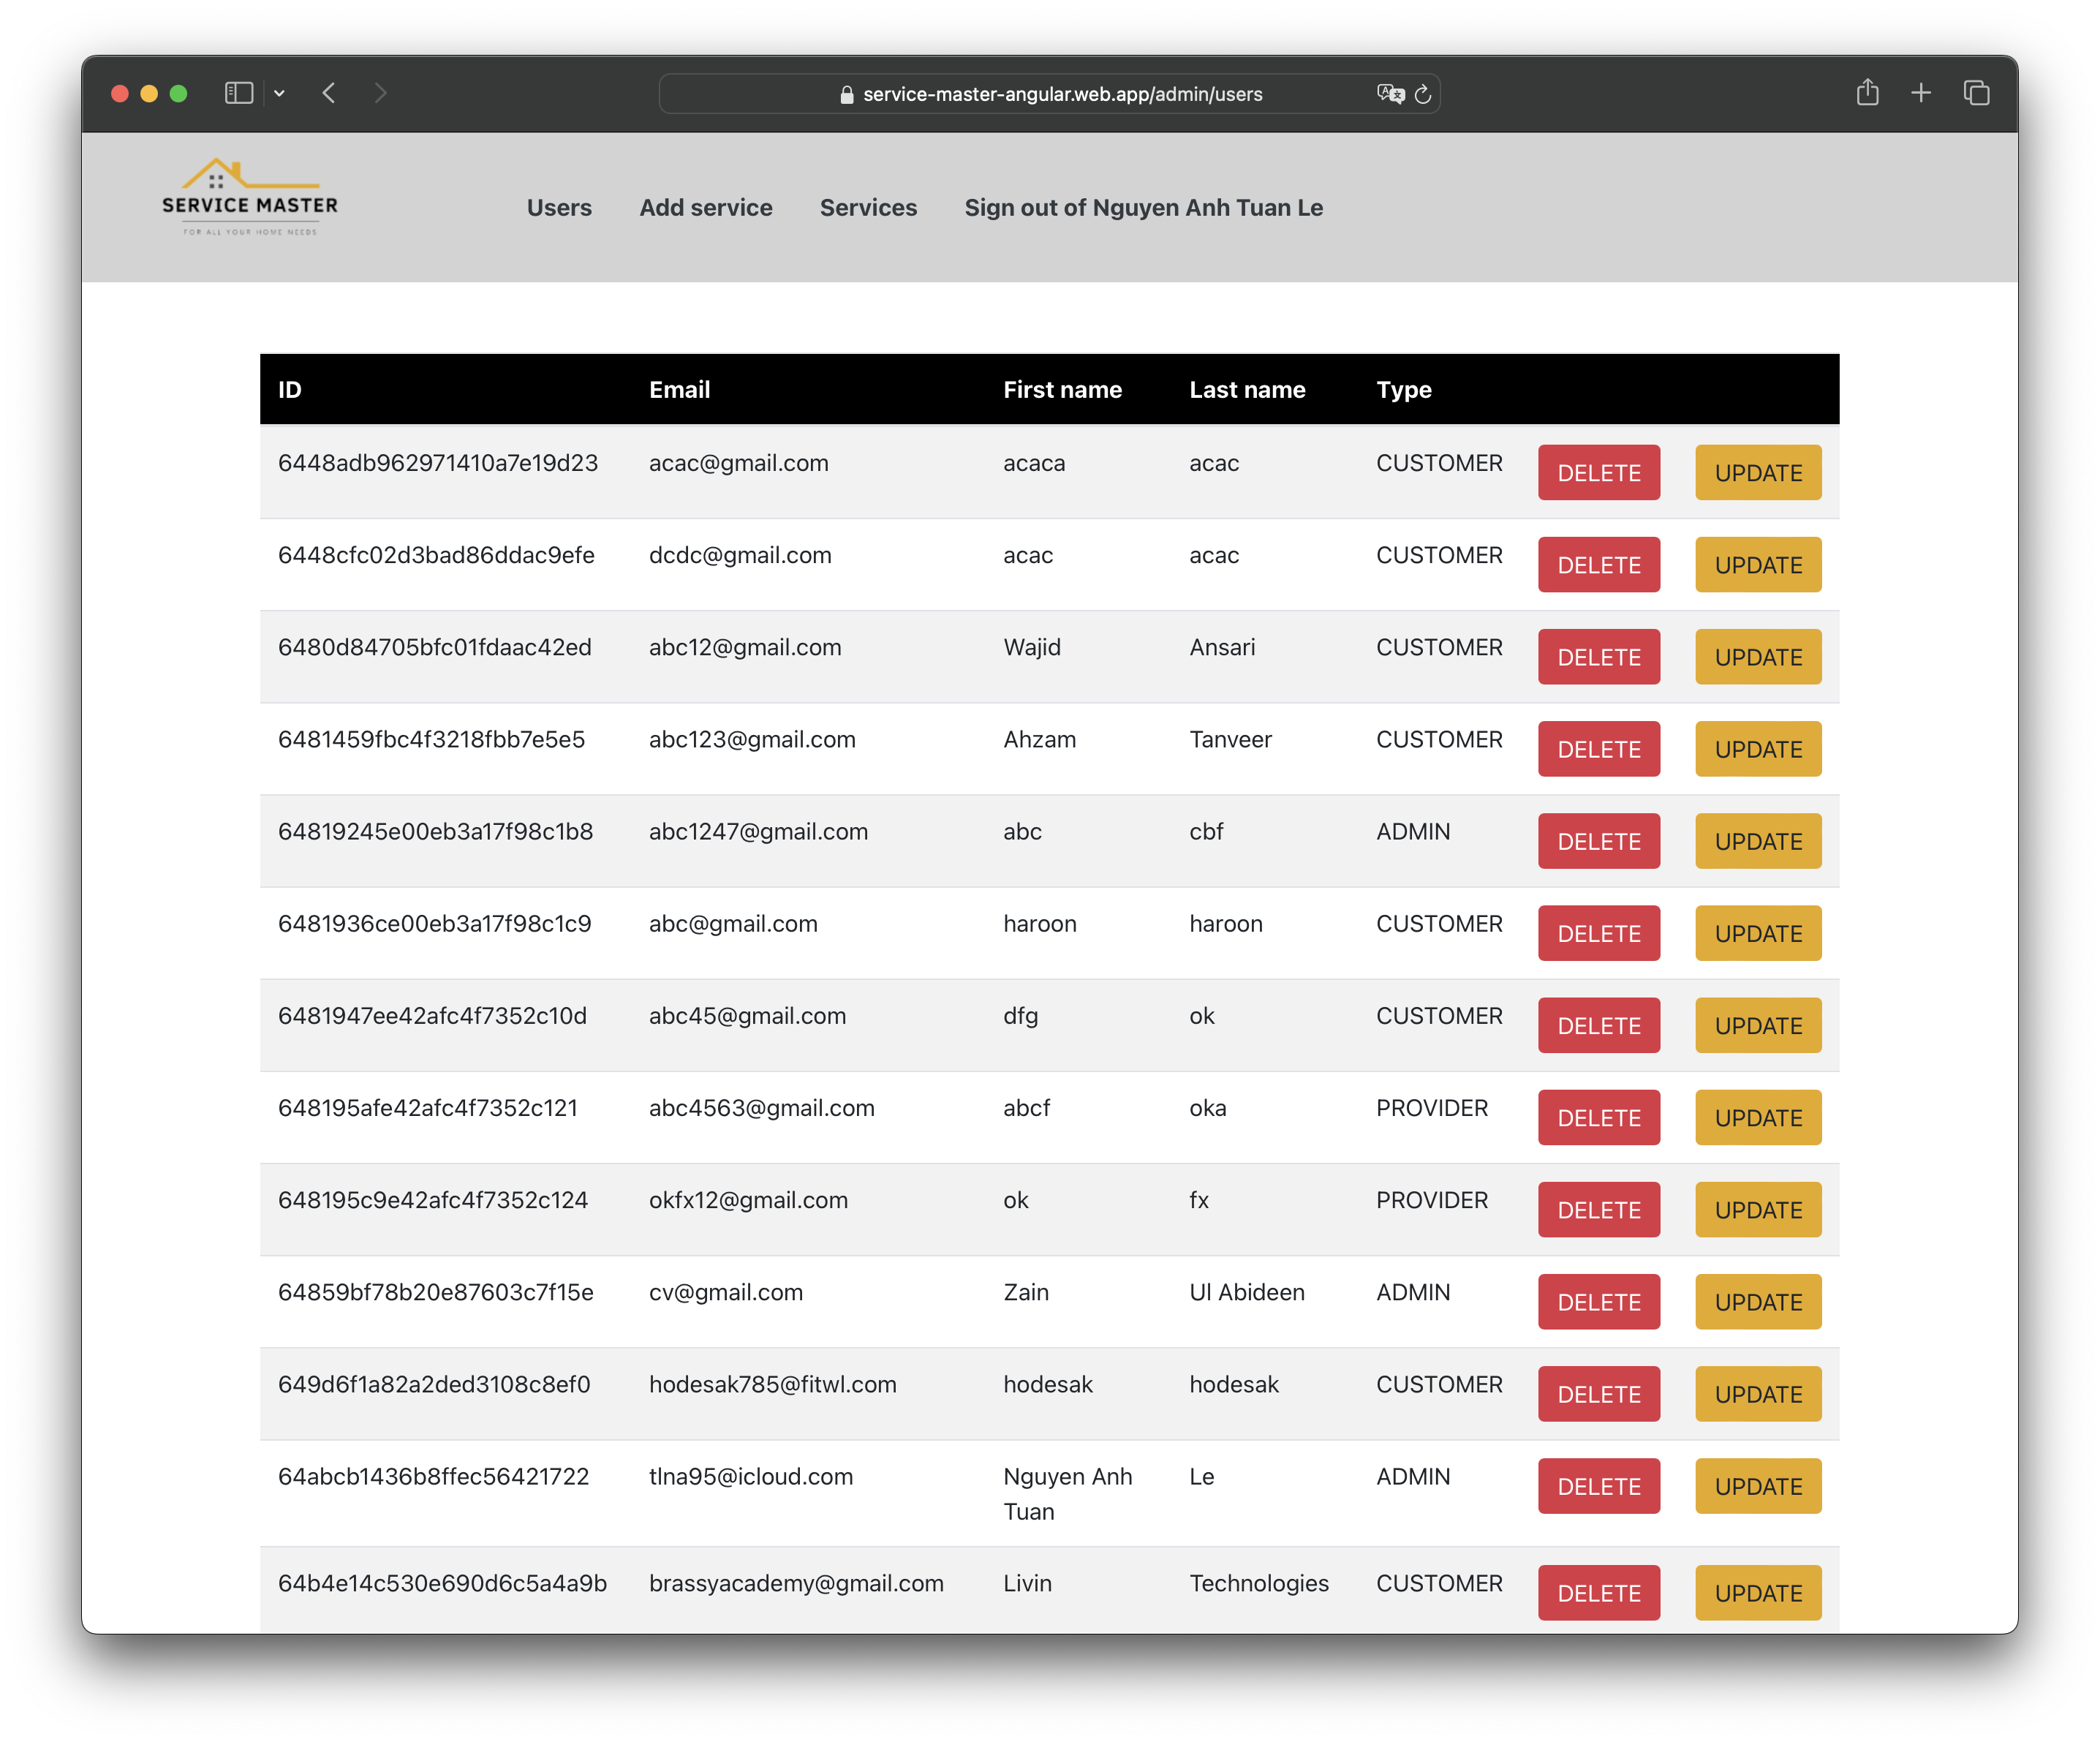 service-master-angular.web.app/admin/users
SERVICE MASTER
FOR ALL YOUR HOME NEEDS
Users Add service Services Sign out of Nguyen Anh Tuan Le
ID Email First name Last name Type
6448adb962971410a7e19d23 acac@gmail.com acaca acac CUSTOMER DELETE UPDATE
6448cfc02d3bad86ddac9efe dcdc@gmail.com acac acac CUSTOMER DELETE UPDATE
6480d84705bfc01fdaac42ed abc12@gmail.com Wajid Ansari CUSTOMER DELETE UPDATE
6481459fbc4f3218fbb7e5e5 abc123@gmail.com Ahzam Tanveer CUSTOMER DELETE UPDATE
64819245e00eb3a17f98c1b8 abc1247@gmail.com abc cbf ADMIN DELETE UPDATE
6481936ce00eb3a17f98c1c9 abc@gmail.com haroon haroon CUSTOMER DELETE UPDATE
6481947ee42afc4f7352c10d abc45@gmail.com dfg ok CUSTOMER DELETE UPDATE
648195afe42afc4f7352c121 abc4563@gmail.com abcf oka PROVIDER DELETE UPDATE
648195c9e42afc4f7352c124 okfx12@gmail.com ok fx PROVIDER DELETE UPDATE
64859bf78b20e87603c7f15e cv@gmail.com Zain Ul Abideen ADMIN DELETE UPDATE
649d6f1a82a2ded3108c8ef0 hodesak785@fitwl.com hodesak hodesak CUSTOMER DELETE UPDATE
64abcb1436b8ffec56421722 tlna95@icloud.com Nguyen Anh Le ADMIN DELETE UPDATE
Tuan
64b4e14c530e690d6c5a4a9b brassyacademy@gmail.com Livin Technologies CUSTOMER DELETE UPDATE